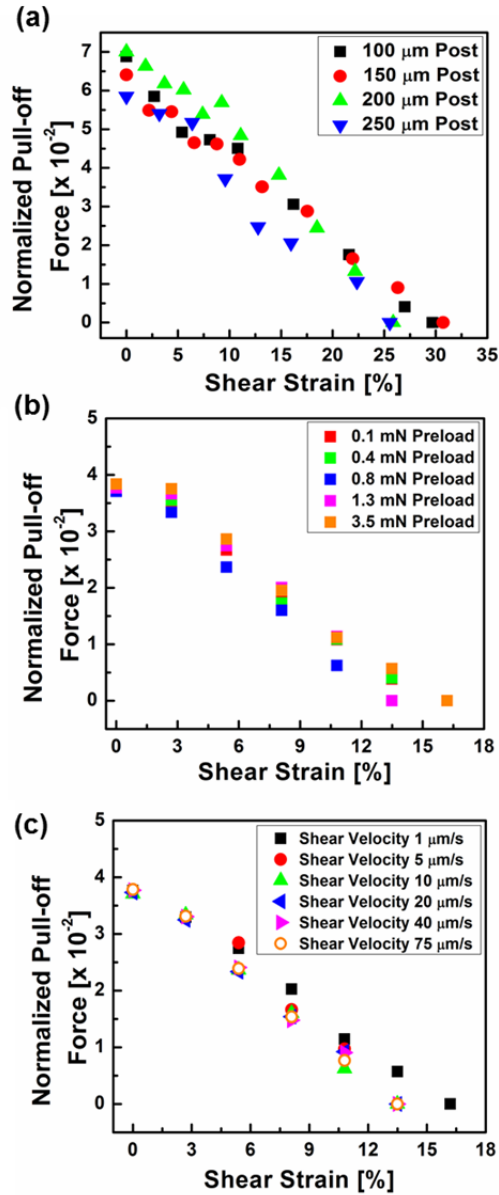 (a)
Normalized Pull-off
Force [x 10-2]
7
6
5
4
3
2
1
0
100 μm Post
150 μm Post
200 μm Post
250 μm Post
0 5 10 15 20 25 30 35
Shear Strain [%]
(b)
Normalized Pull-off
Force [x 10-2]
5
4
3
2
1
0
0.1 mN Preload
0.4 mN Preload
0.8 mN Preload
1.3 mN Preload
3.5 mN Preload
0 3 6 9 12 15 18
Shear Strain [%]
(c)
Normalized Pull-off
Force [x 10-2]
5
4
3
2
1
0
Shear Velocity 1 μm/s
Shear Velocity 5 μm/s
Shear Velocity 10 μm/s
Shear Velocity 20 μm/s
Shear Velocity 40 μm/s
Shear Velocity 75 μm/s
0 3 6 9 12 15 18
Shear Strain [%]